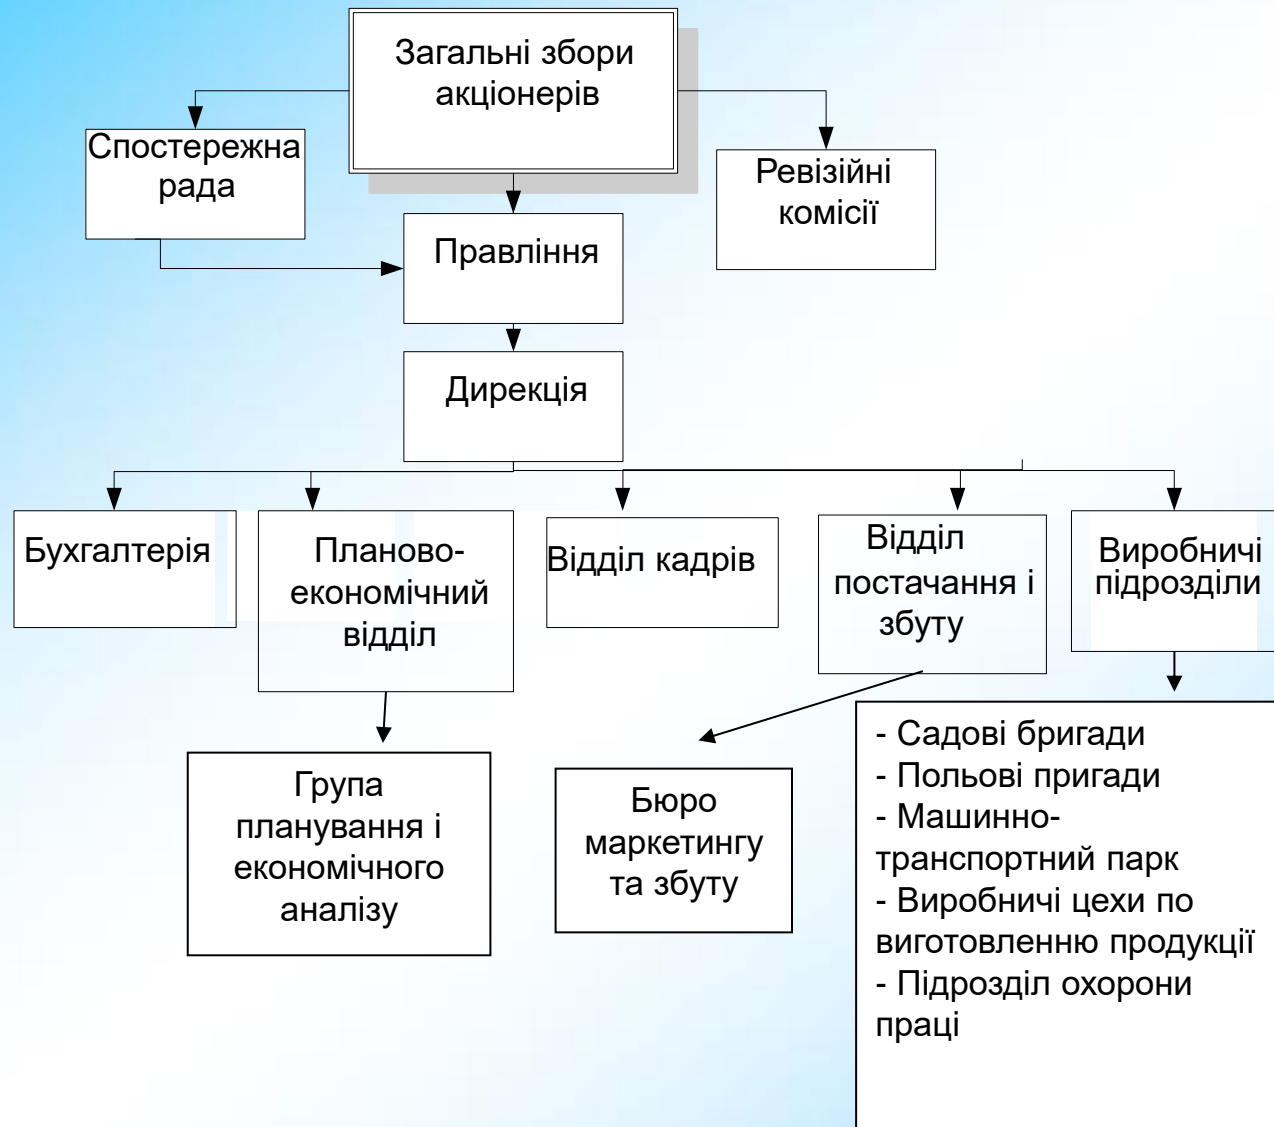 Загальні збори
акціонерів
Спостережна
рада
Ревізійні
комісії
Правління
Дирекція
Бухгалтерія
Планово-
економічний
відділ
Відділ кадрів
Відділ
постачання і
збуту
Виробничі
підрозділи
Група
планування і
економічного
аналізу
Бюро
маркетингу
та збуту
- Садові бригади
- Польові пригади
- Машинно-
транспортний парк
- Виробничі цехи по
виготовленню продукції
- Підрозділ охорони
праці